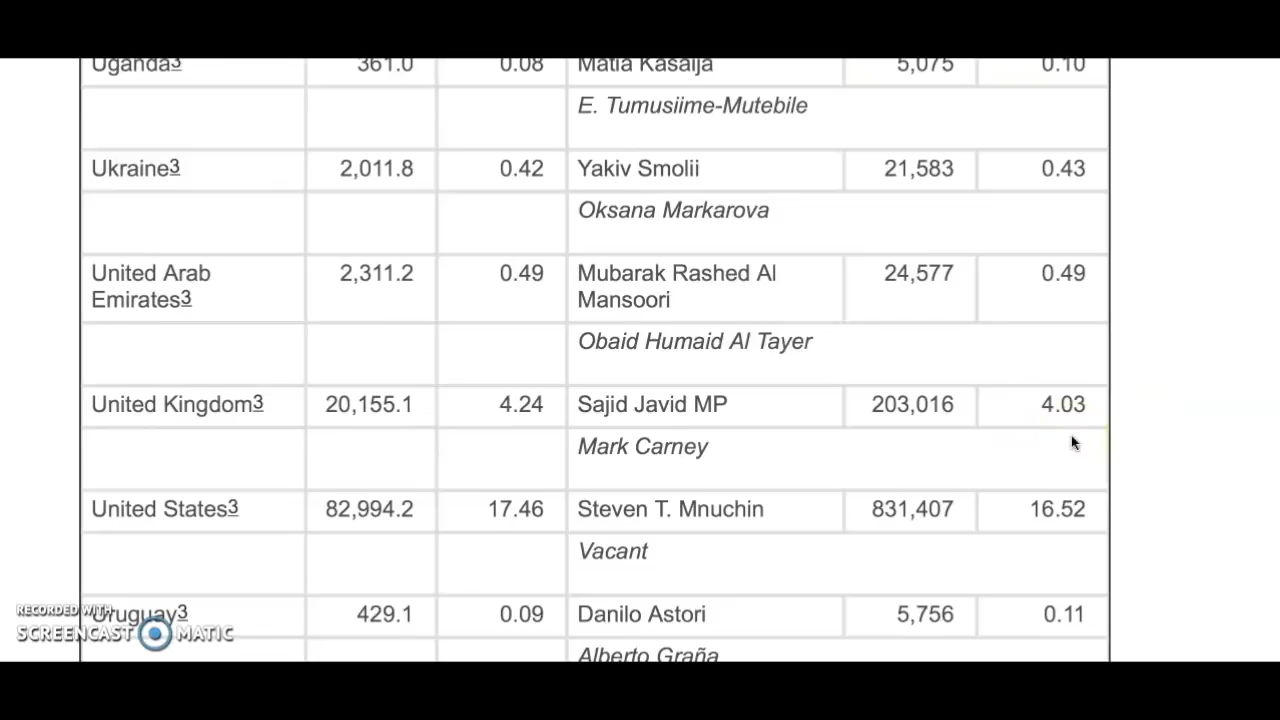 Uganda3 361.0 0.08 Matia Kasaija 5,075 0.10
E. Tumusiime-Mutebile
Ukraine3 2,011.8 0.42 Yakiv Smolii 21,583 0.43
Oksana Markarova
United Arab 2,311.2 0.49 Mubarak Rashed Al 24,577 0.49
Emirates3 Mansoori
Obaid Humaid Al Tayer
United Kingdom3 20,155.1 4.24 Sajid Javid MP 203,016 4.03
Mark Carney
United States3 82,994.2 17.46 Steven T. Mnuchin 831,407 16.52
Vacant
Uruguay3 429.1 0.09 Danilo Astori 5,756 0.11
Alberto Graña
RECORDED WITH
SCREENCAST MATIC